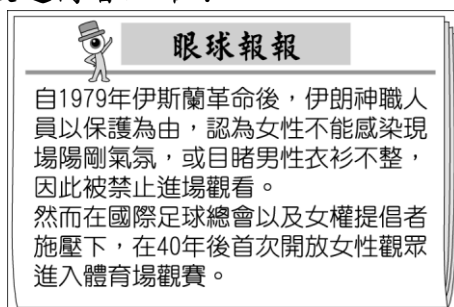 眼球報報
自1979年伊斯蘭革命後，伊朗神職人
員以保護為由，認為女性不能感染現
場陽剛氣氛，或目睹男性衣衫不整，
因此被禁止進場觀看。
然而在國際足球總會以及女權提倡者
施壓下，在40年後首次開放女性觀眾
進入體育場觀賽。